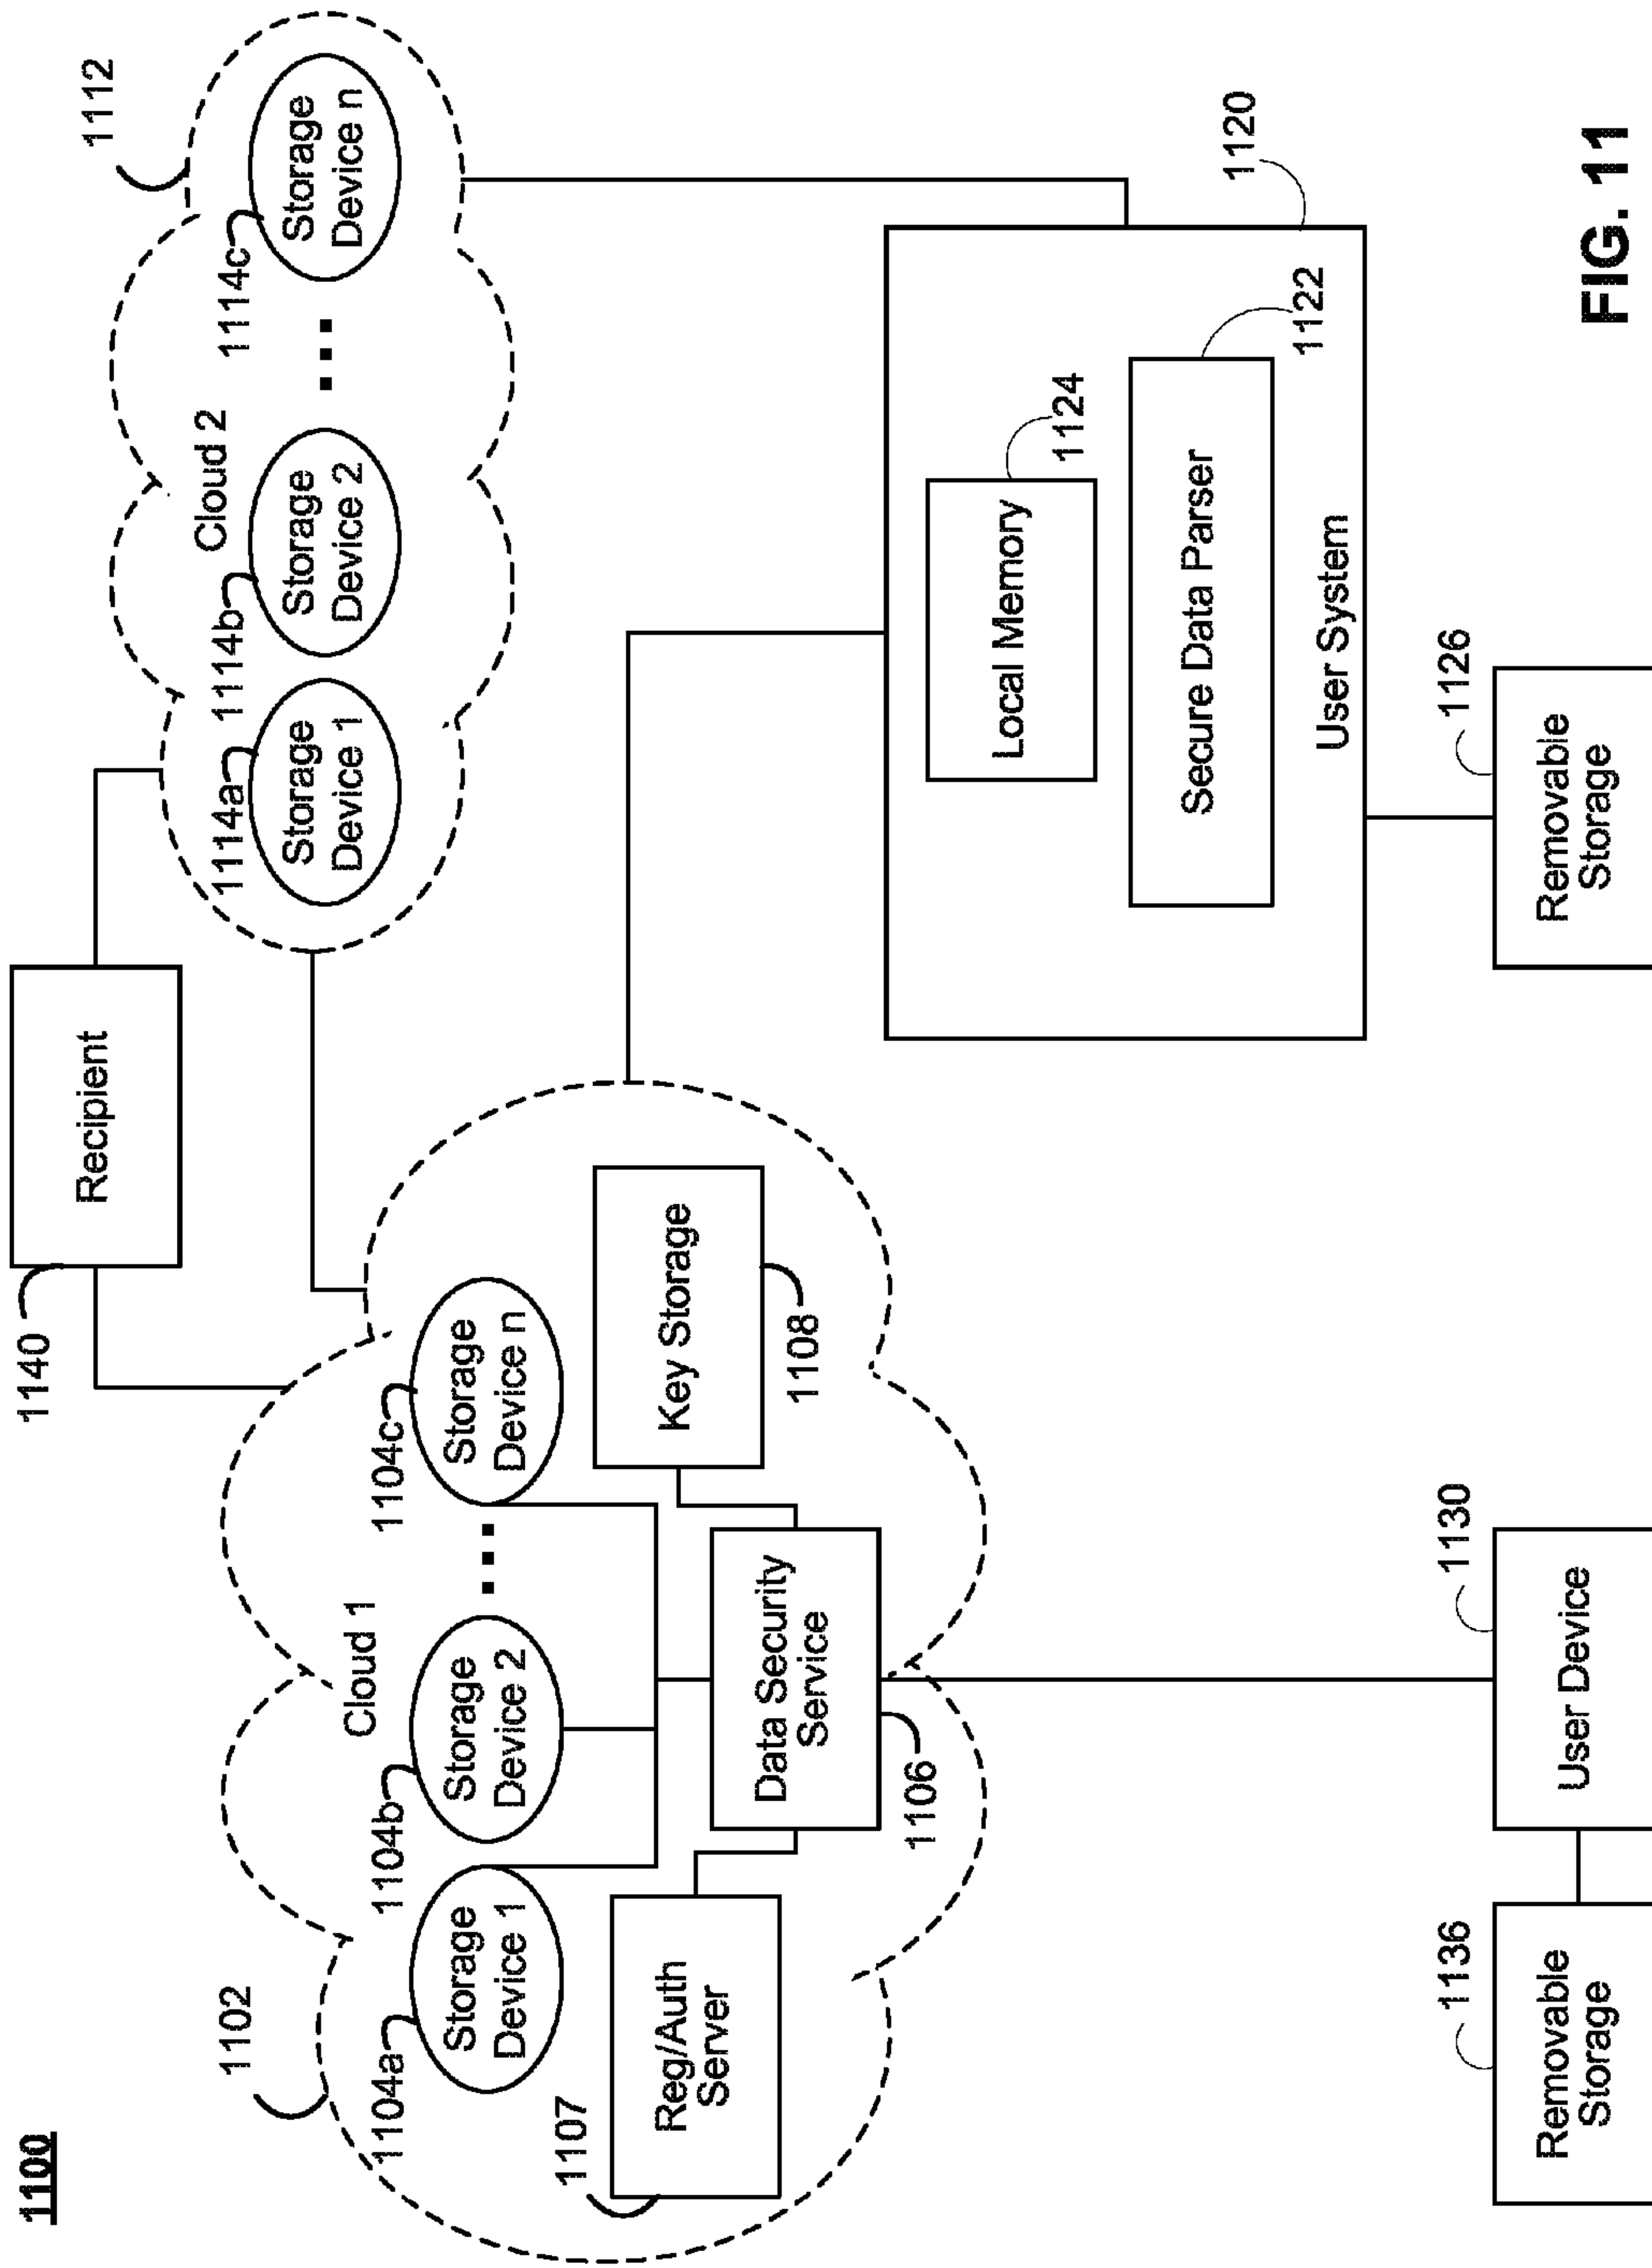 1100
1140
Recipient
1112
Cloud 2
1114a
Storage
Device 1
1114b
Storage
Device 2
...
1114c
Storage
Device n
1102
Cloud 1
1104a
Storage
Device 1
1104b
Storage
Device 2
...
1104c
Storage
Device n
1107
Reg/Auth
Server
Data Security
Service
1106
Key Storage
1108
1120
Local Memory
1124
Secure Data Parser
1122
User System
1136
Removable
Storage
1130
User Device
1126
Removable
Storage
FIG. 11